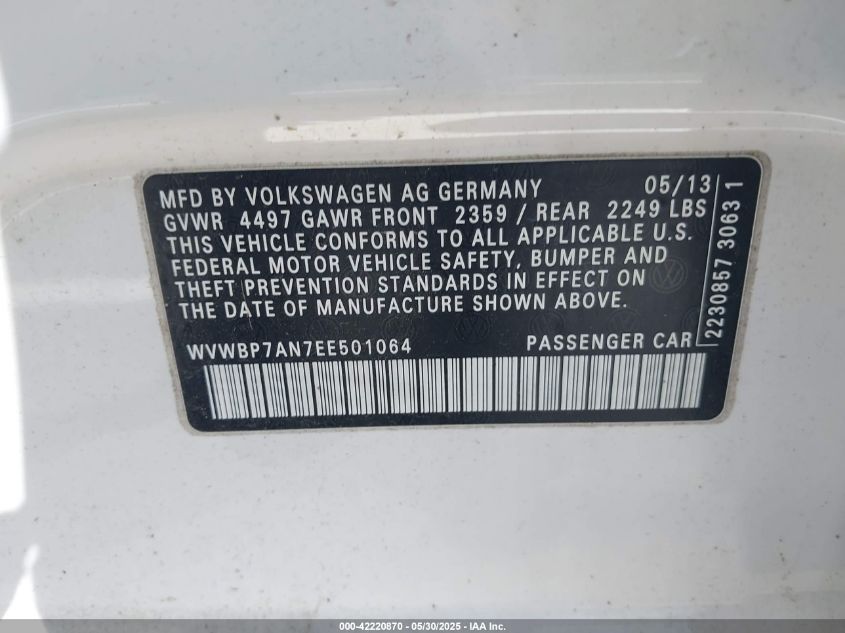 MFD BY VOLKSWAGEN AG GERMANY 05/13
GVWR 4497 GAWR FRONT 2359 / REAR 2249 LBS
THIS VEHICLE CONFORMS TO ALL APPLICABLE U.S.
FEDERAL MOTOR VEHICLE SAFETY, BUMPER AND
THEFT PREVENTION STANDARDS IN EFFECT ON
THE DATE OF MANUFACTURE SHOWN ABOVE.
WVWBP7AN7EE501064 PASSENGER CAR
2230857 30631
000-42220870 - 05/30/2025 - IAA Inc.